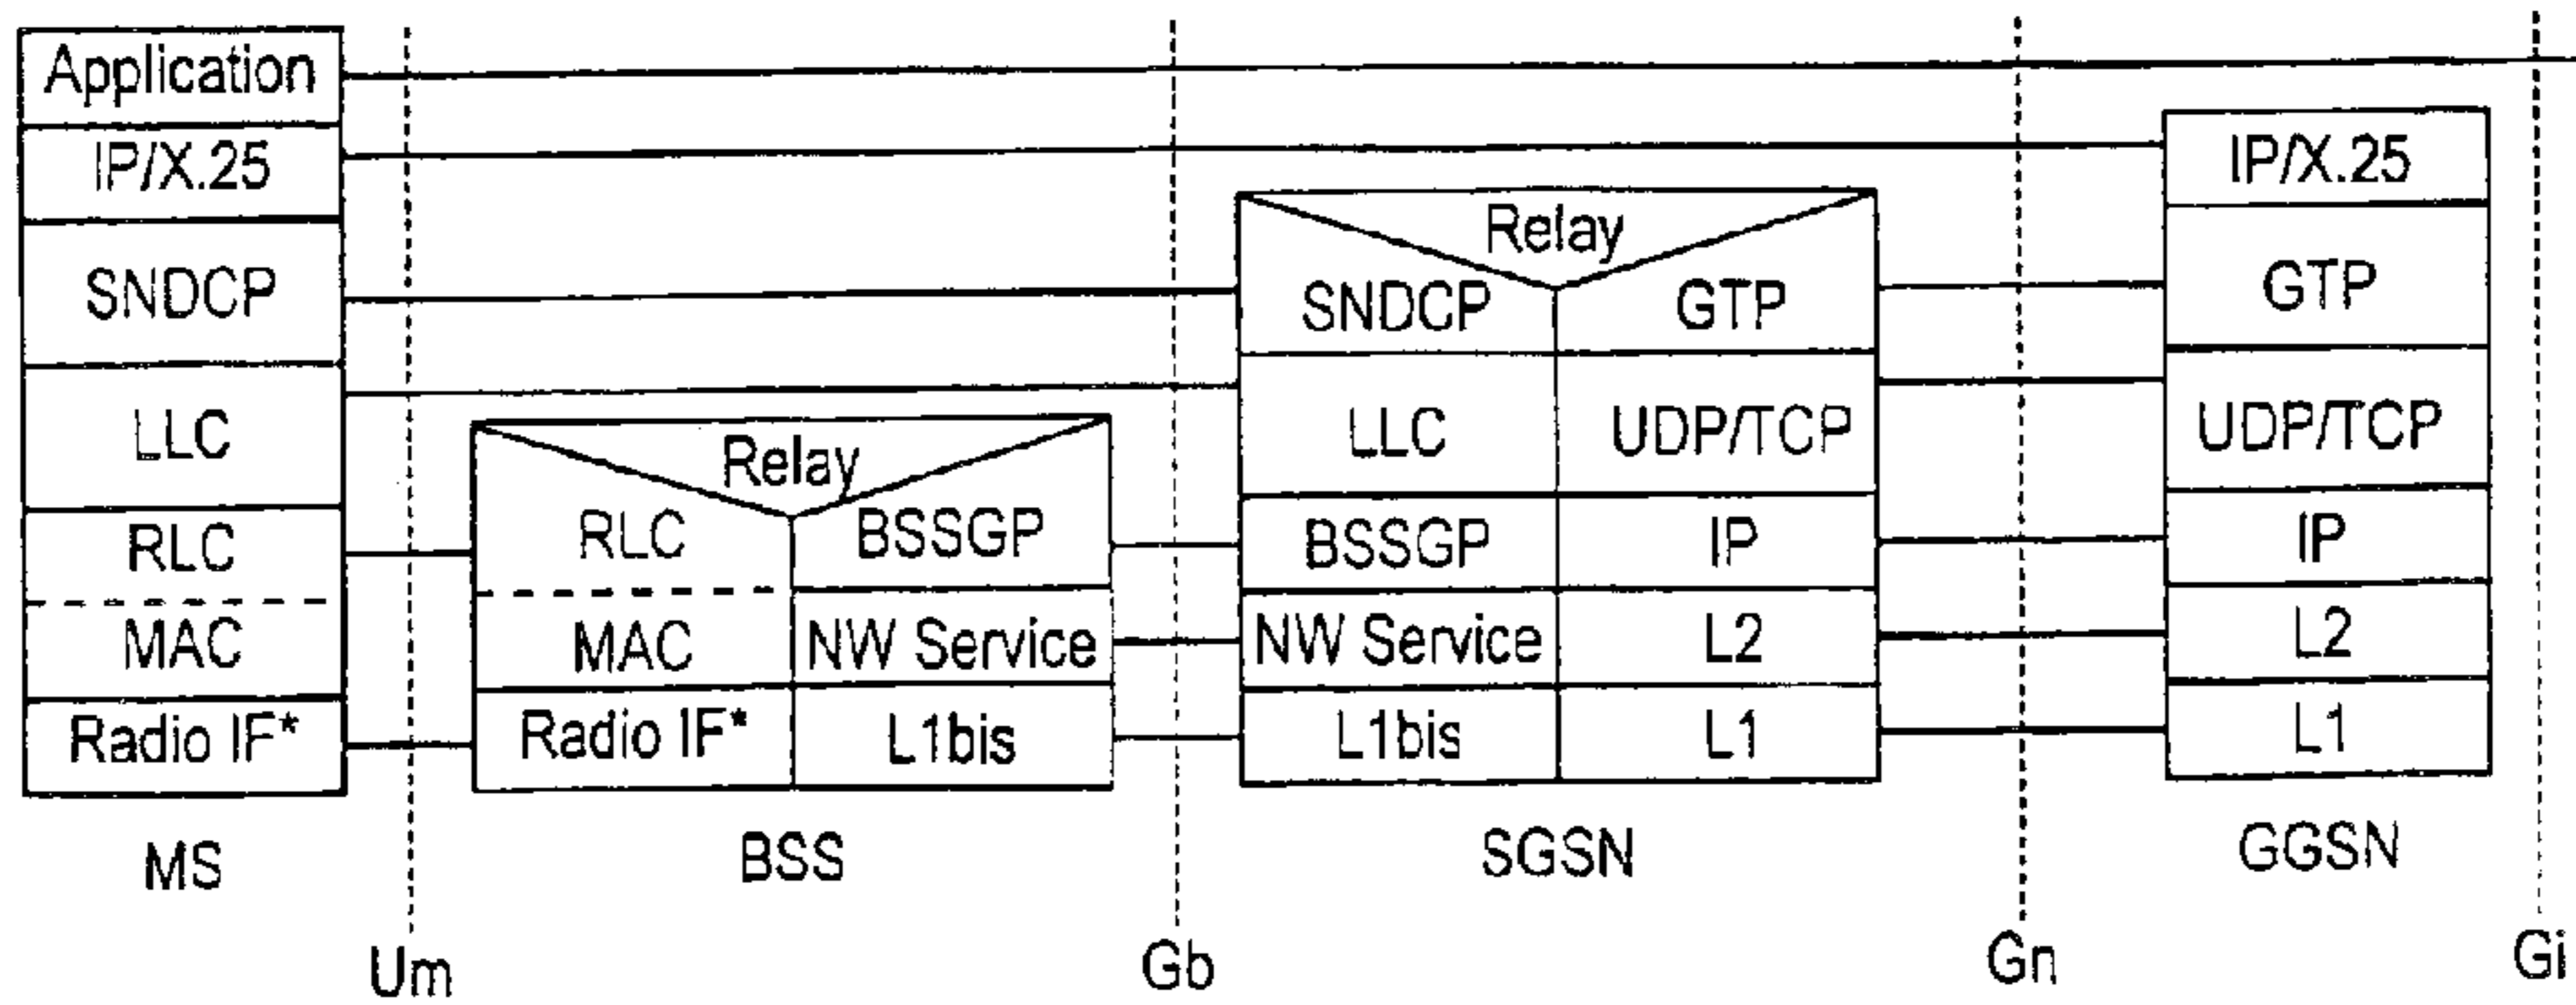 Application
IP/X.25
SNDCP
LLC
RLC
MAC
Radio IF*
MS
Um
Relay
RLC
BSSGP
MAC
NW Service
Radio IF*
L1bis
BSS
Gb
Relay
SNDCP
GTP
LLC
UDP/TCP
BSSGP
IP
NW Service
L2
L1bis
L1
SGSN
Gn
IP/X.25
GTP
UDP/TCP
IP
L2
L1
GGSN
Gi